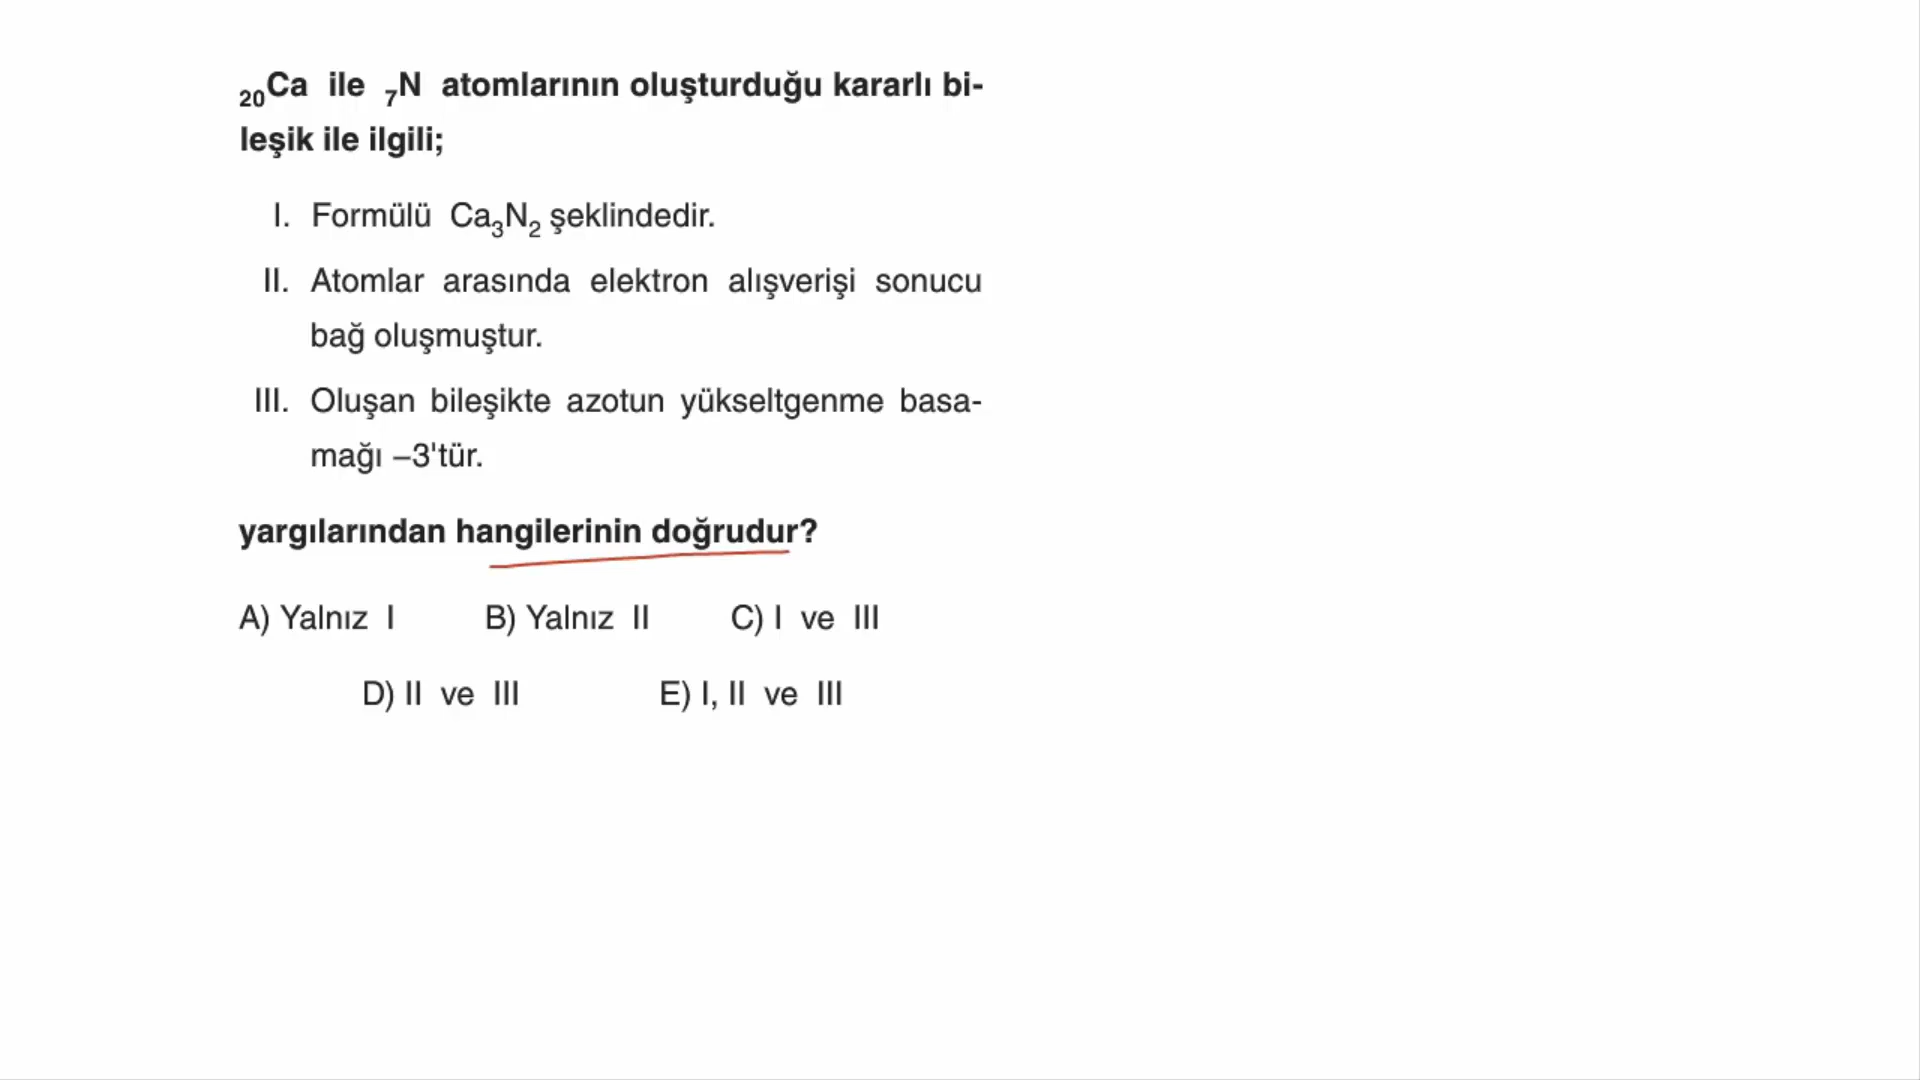 ₂₀Ca ile ₇N atomlarının oluşturduğu kararlı bi-
leşik ile ilgili;
I. Formülü Ca₃N₂ şeklindedir.
II. Atomlar arasında elektron alışverişi sonucu
bağ oluşmuştur.
III. Oluşan bileşikte azotun yükseltgenme basa-
mağı –3'tür.
yargılarından hangilerinin doğrudur?
A) Yalnız I B) Yalnız II C) I ve III
D) II ve III E) I, II ve III